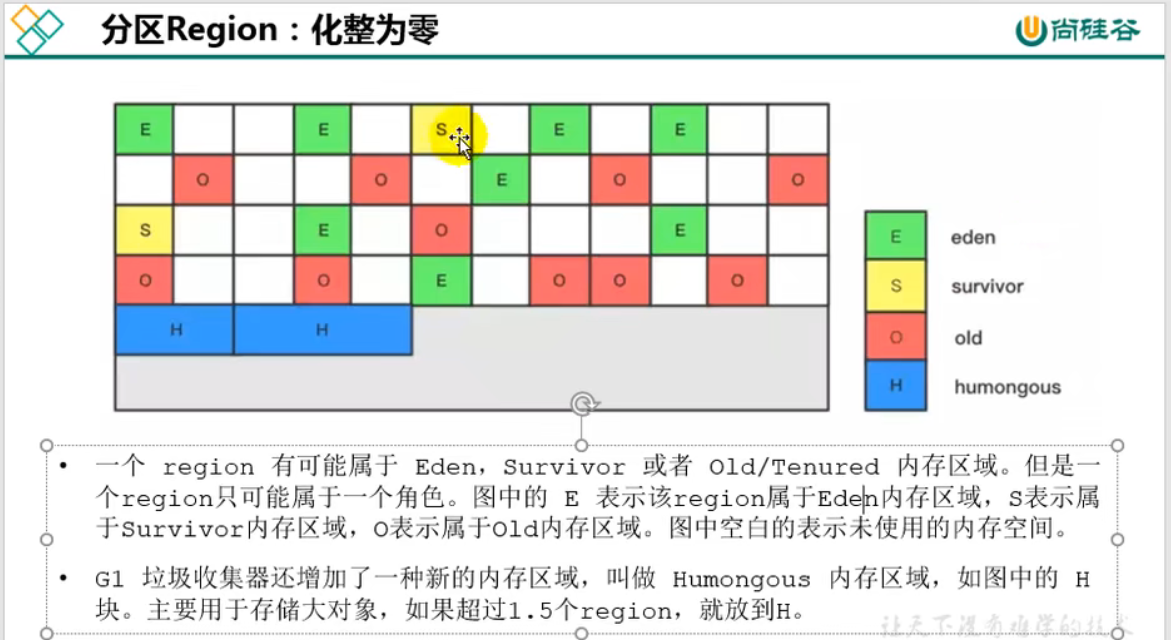 分区Region：化整为零
尚硅谷
E E S E E
O O E O O
S E O E
O O E O O O
H H
E eden
S survivor
O old
H humongous
• 一个 region 有可能属于 Eden，Survivor 或者 Old/Tenured 内存区域。但是一
个region只可能属于一个角色。图中的 E 表示该region属于Eden内存区域，S表示属
于Survivor内存区域，O表示属于Old内存区域。图中空白的表示未使用的内存空间。
• G1 垃圾收集器还增加了一种新的内存区域，叫做 Humongous 内存区域，如图中的 H
块。主要用于存储大对象，如果超过1.5个region，就放到H。
让天下没有难学的技术